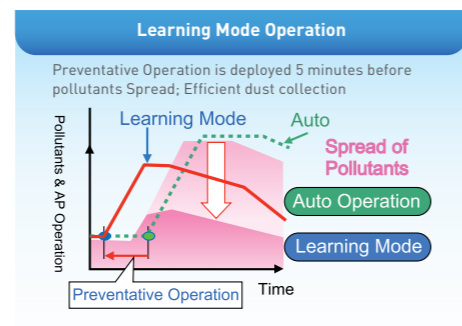 Learning Mode Operation
Preventative Operation is deployed 5 minutes before
pollutants Spread; Efficient dust collection
Learning Mode
Auto
Spread of
Pollutants
Pollutants & AP Operation
Auto Operation
Learning Mode
Preventative Operation
Time